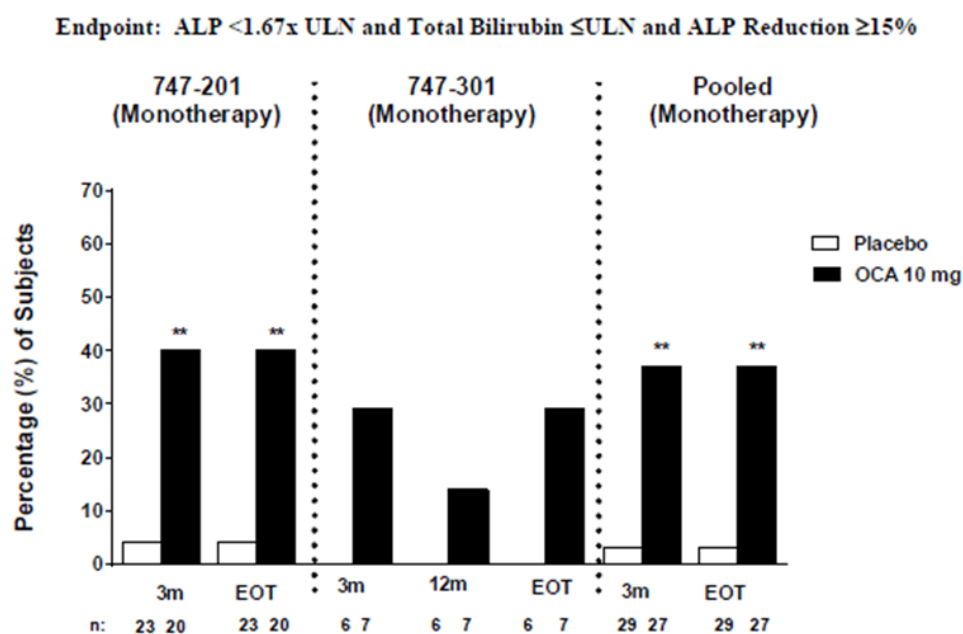 Endpoint: ALP <1.67x ULN and Total Bilirubin ≤ULN and ALP Reduction ≥15%
747-201
(Monotherapy)
747-301
(Monotherapy)
Pooled
(Monotherapy)
Percentage (%) of Subjects
70
60
50
40
30
20
10
0
** ** ** **
Placebo
OCA 10 mg
3m EOT 3m 12m EOT 3m EOT
n: 23 20 23 20 6 7 6 7 6 7 29 27 29 27